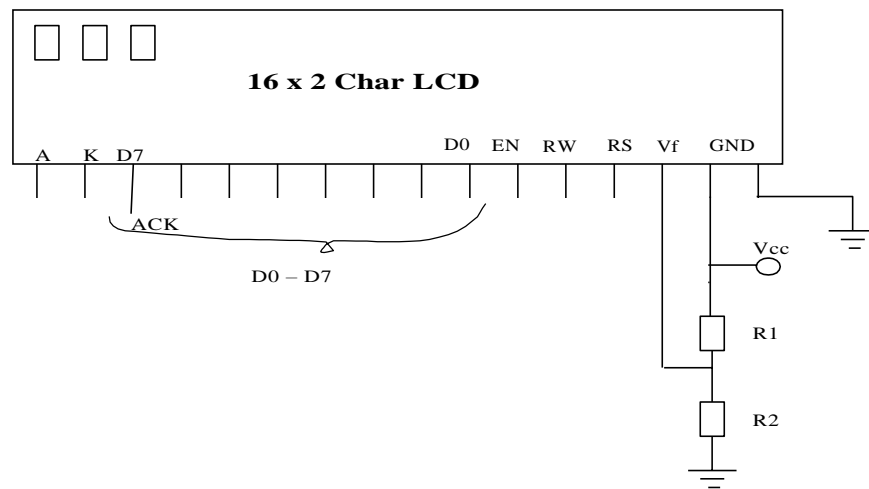 16 x 2 Char LCD
A K D7 D0 EN RW RS Vf GND
ACK
D0 – D7
Vcc
R1
R2